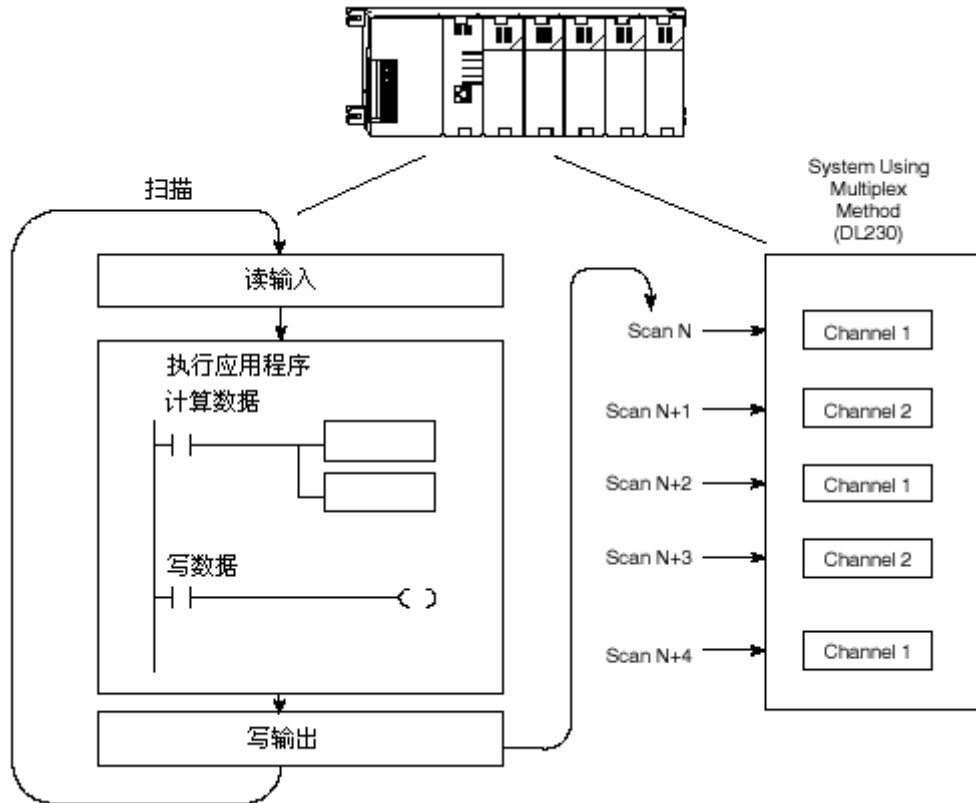 扫描
读输入
执行应用程序
计算数据
写数据
写输出
System Using
Multiplex
Method
(DL230)
Scan N
Channel 1
Scan N+1
Channel 2
Scan N+2
Channel 1
Scan N+3
Channel 2
Scan N+4
Channel 1